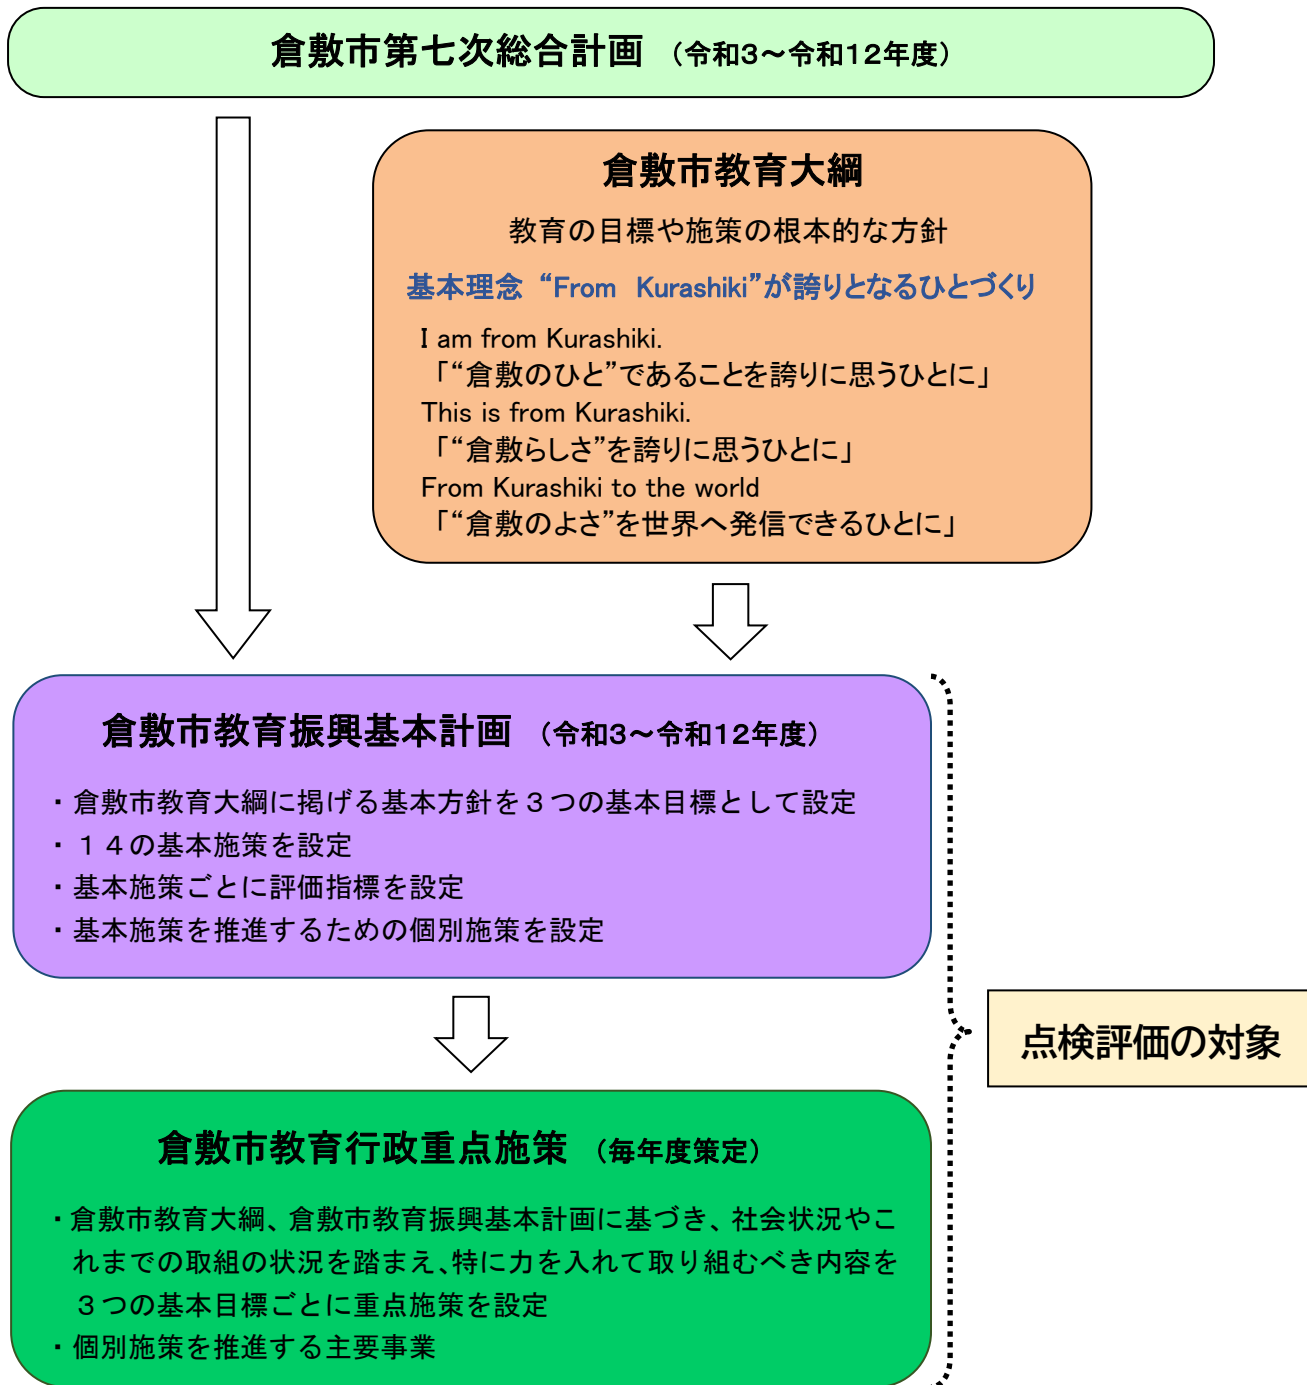 倉敷市第七次総合計画 （令和3～令和12年度）
倉敷市教育大綱
教育の目標や施策の根本的な方針
基本理念 “From Kurashiki”が誇りとなるひとづくり
I am from Kurashiki.
「“倉敷のひと”であることを誇りに思うひとに」
This is from Kurashiki.
「“倉敷らしさ”を誇りに思うひとに」
From Kurashiki to the world
「“倉敷のよさ”を世界へ発信できるひとに」
倉敷市教育振興基本計画 （令和3～令和12年度）
・倉敷市教育大綱に掲げる基本方針を３つの基本目標として設定
・１４の基本施策を設定
・基本施策ごとに評価指標を設定
・基本施策を推進するための個別施策を設定
点検評価の対象
倉敷市教育行政重点施策 （毎年度策定）
・倉敷市教育大綱、倉敷市教育振興基本計画に基づき、社会状況やこ
れまでの取組の状況を踏まえ、特に力を入れて取り組むべき内容を
３つの基本目標ごとに重点施策を設定
・個別施策を推進する主要事業